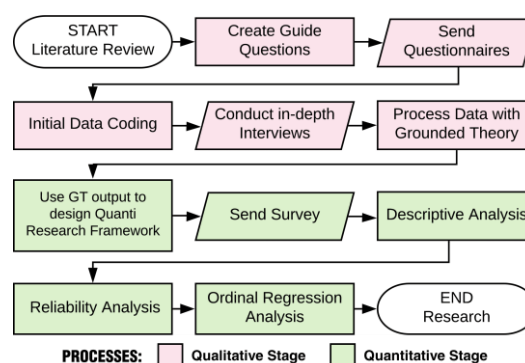 START
Literature Review
Create Guide
Questions
Send
Questionnaires
Initial Data Coding
Conduct in-depth
Interviews
Process Data with
Grounded Theory
Use GT output to
design Quanti
Research Framework
Send Survey
Descriptive Analysis
Reliability Analysis
Ordinal Regression
Analysis
END
Research
PROCESSES: Qualitative Stage Quantitative Stage